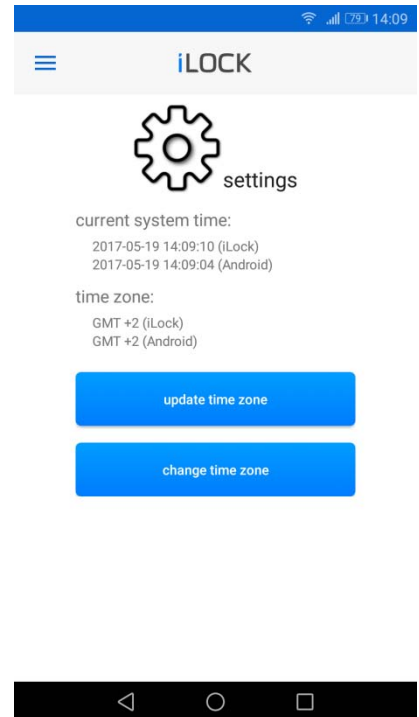 79 14:09
iLOCK
settings
current system time:
2017-05-19 14:09:10 (iLock)
2017-05-19 14:09:04 (Android)
time zone:
GMT +2 (iLock)
GMT +2 (Android)
update time zone
change time zone